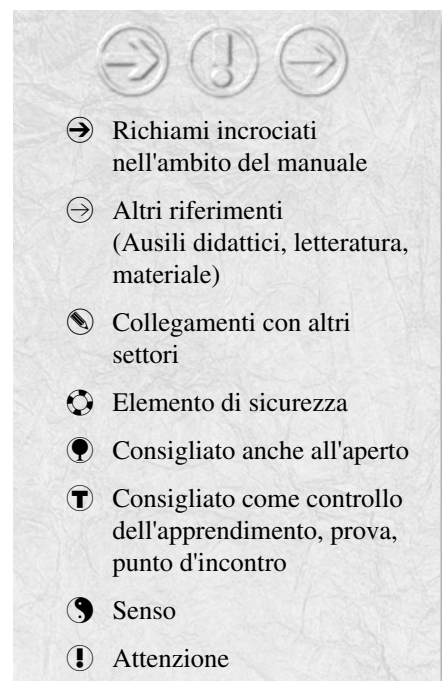 Richiami incrociati
nell'ambito del manuale
Altri riferimenti
(Ausili didattici, letteratura,
materiale)
Collegamenti con altri
settori
Elemento di sicurezza
Consigliato anche all'aperto
T Consigliato come controllo
dell'apprendimento, prova,
punto d'incontro
Senso
! Attenzione